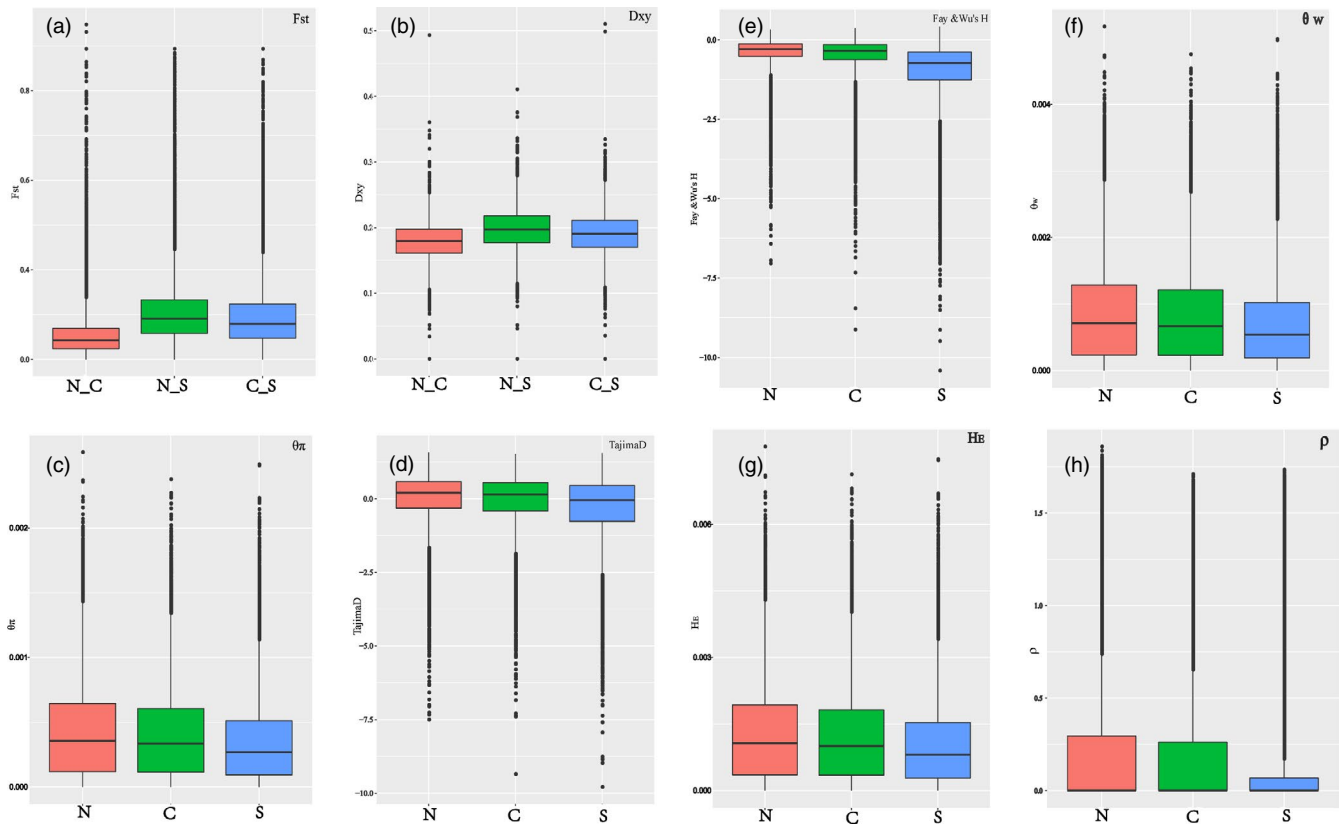 (a)
Fst
Fst
0.8
0.6
0.4
0.2
0.0
N_C
N_S
C_S
(b)
Dxy
Dxy
0.5
0.4
0.3
0.2
0.1
0.0
N_C
N_S
C_S
(e)
Fay &Wu's H
Fay &Wu's H
0.0
−2.5
−5.0
−7.5
−10.0
N
C
S
(f)
θ w
θw
0.004
0.002
0.000
N
C
S
(c)
θπ
θπ
0.002
0.001
0.000
N
C
S
(d)
TajimaD
TajimaD
0.0
−2.5
−5.0
−7.5
−10.0
N
C
S
(g)
HE
HE
0.006
0.003
0.000
N
C
S
(h)
ρ
ρ
1.5
1.0
0.5
0.0
N
C
S